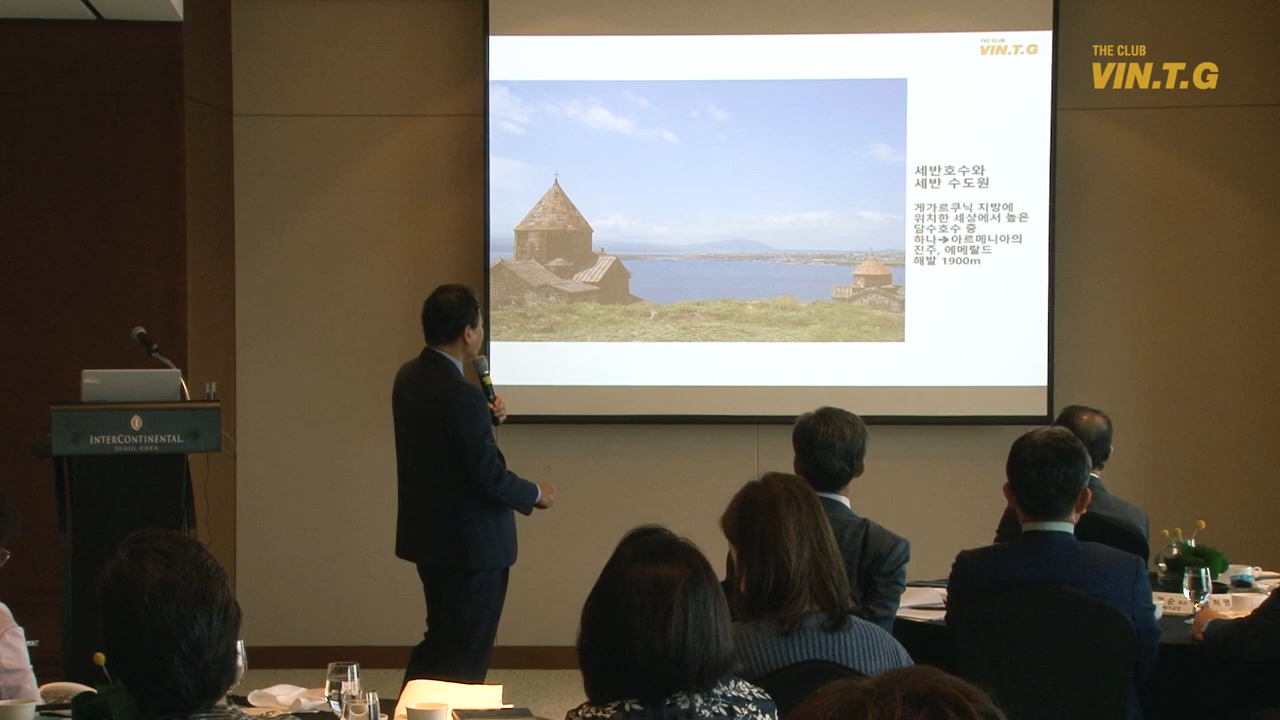 THE CLUB
VIN.T.G
THE CLUB
VIN.T.G
세반호수와
세반 수도원
게가르쿠닉 지방에
위치한 세상에서 높은
담수호수 중
하나➔아르메니아의
진주, 에메랄드
해발 1900m
INTERCONTINENTAL
SEOUL COEX